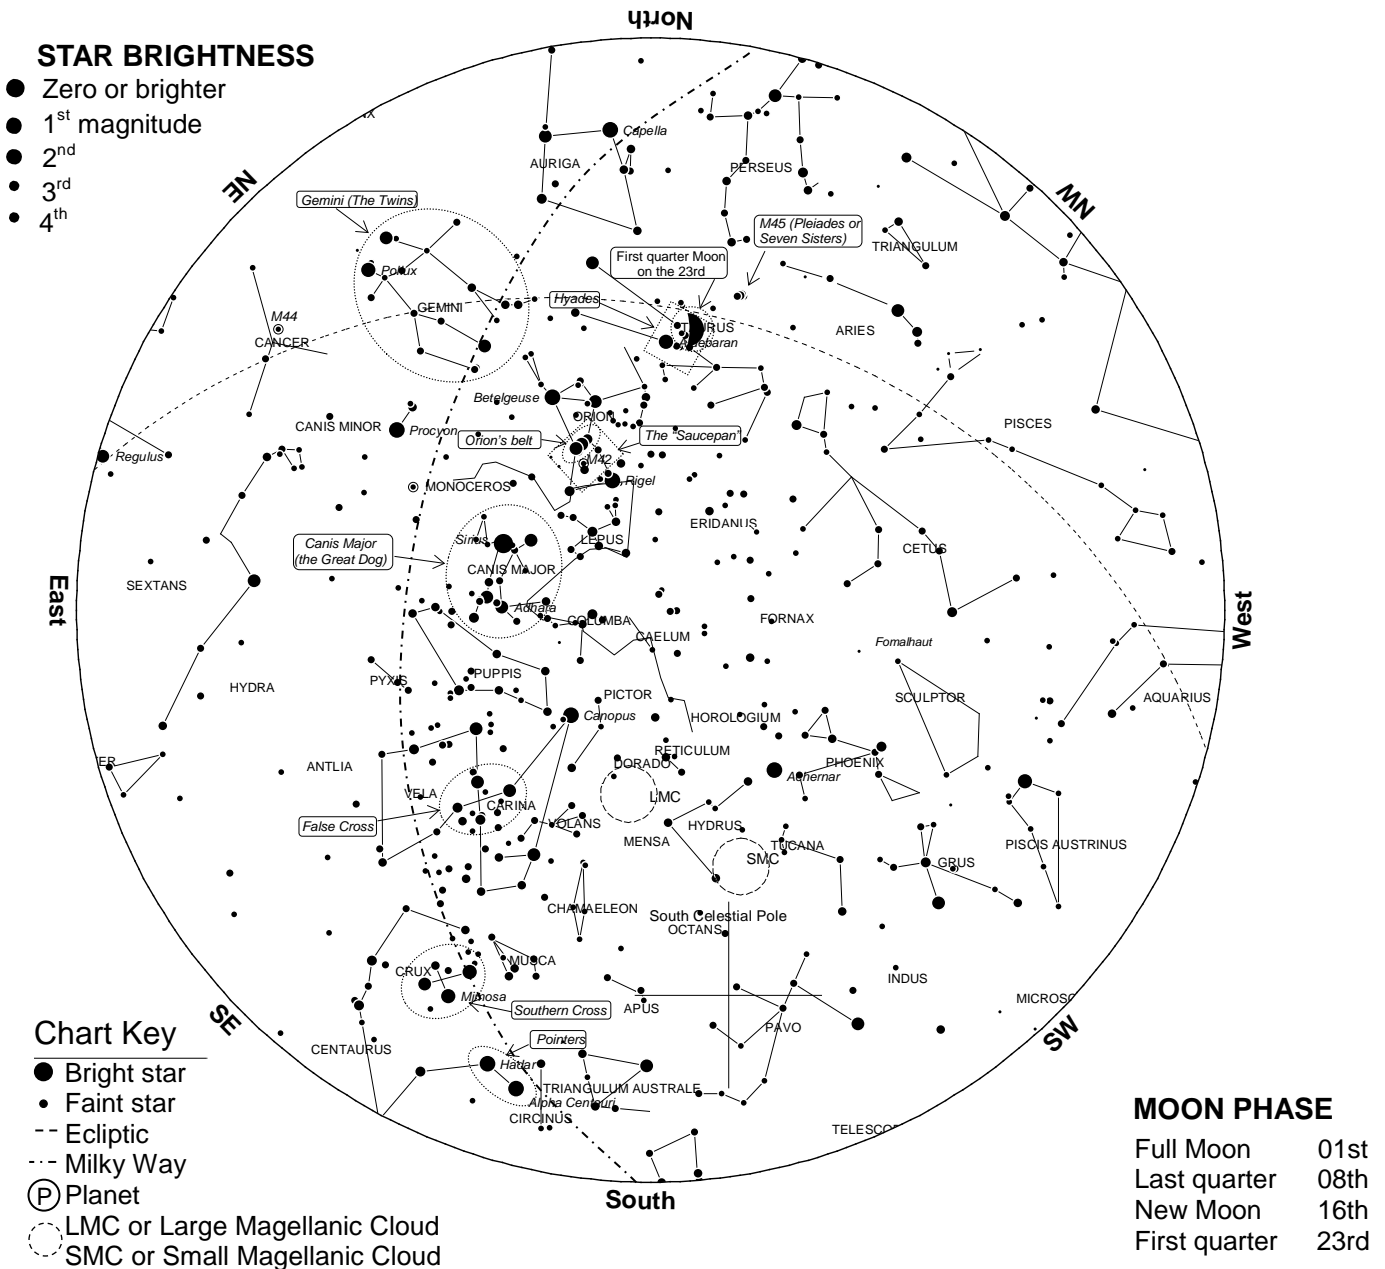 North
STAR BRIGHTNESS
Zero or brighter
1st magnitude
2nd
3rd
4th
NE
NW
Capella
AURIGA
PERSEUS
Gemini (The Twins)
M45 (Pleiades or
Seven Sisters)
TRIANGULUM
First quarter Moon
on the 23rd
Pollux
Hyades
GEMINI
M44
CANCER
TAURUS
Aldebaran
ARIES
Betelgeuse
ORION
CANIS MINOR
Procyon
Orion's belt
The "Saucepan"
PISCES
Regulus
M42
Rigel
MONOCEROS
ERIDANUS
Canis Major
(the Great Dog)
Sirius
LEPUS
CETUS
CANIS MAJOR
SEXTANS
East
West
Adhara
COLUMBA
FORNAX
CAELUM
Fomalhaut
HYDRA
PYXIS
PUPPIS
PICTOR
SCULPTOR
AQUARIUS
Canopus
HOROLOGIUM
RETICULUM
ER
ANTLIA
DORADO
PHOENIX
Achernar
VELA
CARINA
LMC
False Cross
VOLANS
HYDRUS
MENSA
TUCANA
PISCIS AUSTRINUS
SMC
GRUS
CHAMAELEON
South Celestial Pole
OCTANS
CRUX
MUSCA
INDUS
Mimosa
Southern Cross
APUS
MICROSC
PAVO
SE
SW
Chart Key
CENTAURUS
Pointers
Hadar
Bright star
TRIANGULUM AUSTRALE
Faint star
Alpha Centauri
CIRCINUS
TELESCO
Ecliptic
Milky Way
P Planet
LMC or Large Magellanic Cloud
SMC or Small Magellanic Cloud
South
MOON PHASE
Full Moon 01st
Last quarter 08th
New Moon 16th
First quarter 23rd